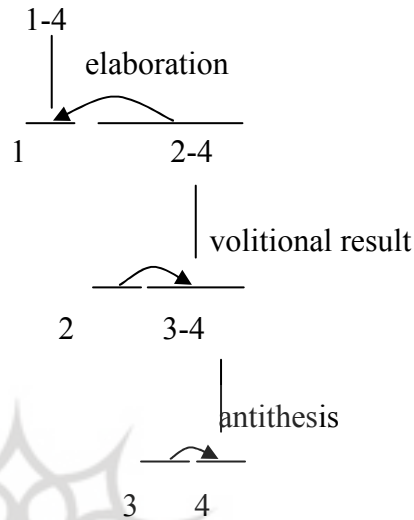 1-4
elaboration
1 2-4
volitional result
2 3-4
antithesis
3 4